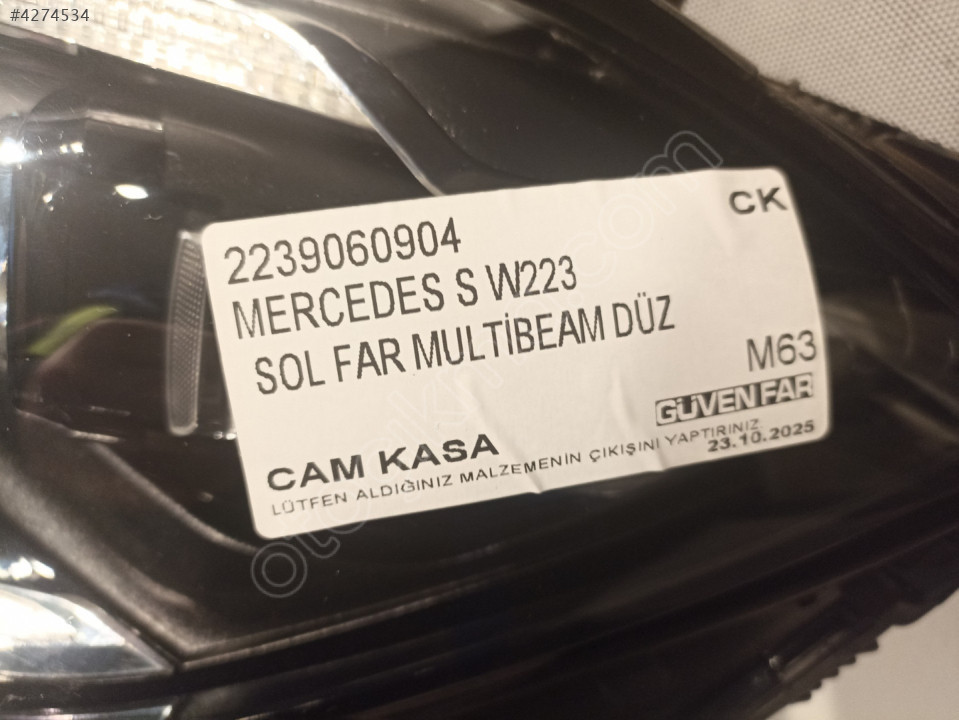 #4274534
CK
2239060904
MERCEDES S W223
SOL FAR MULTİBEAM DÜZ
M63
GÜVEN FAR
CAM KASA
LÜTFEN ALDIĞINIZ MALZEMENİN ÇIKIŞINI YAPTIRINIZ
23.10.2025